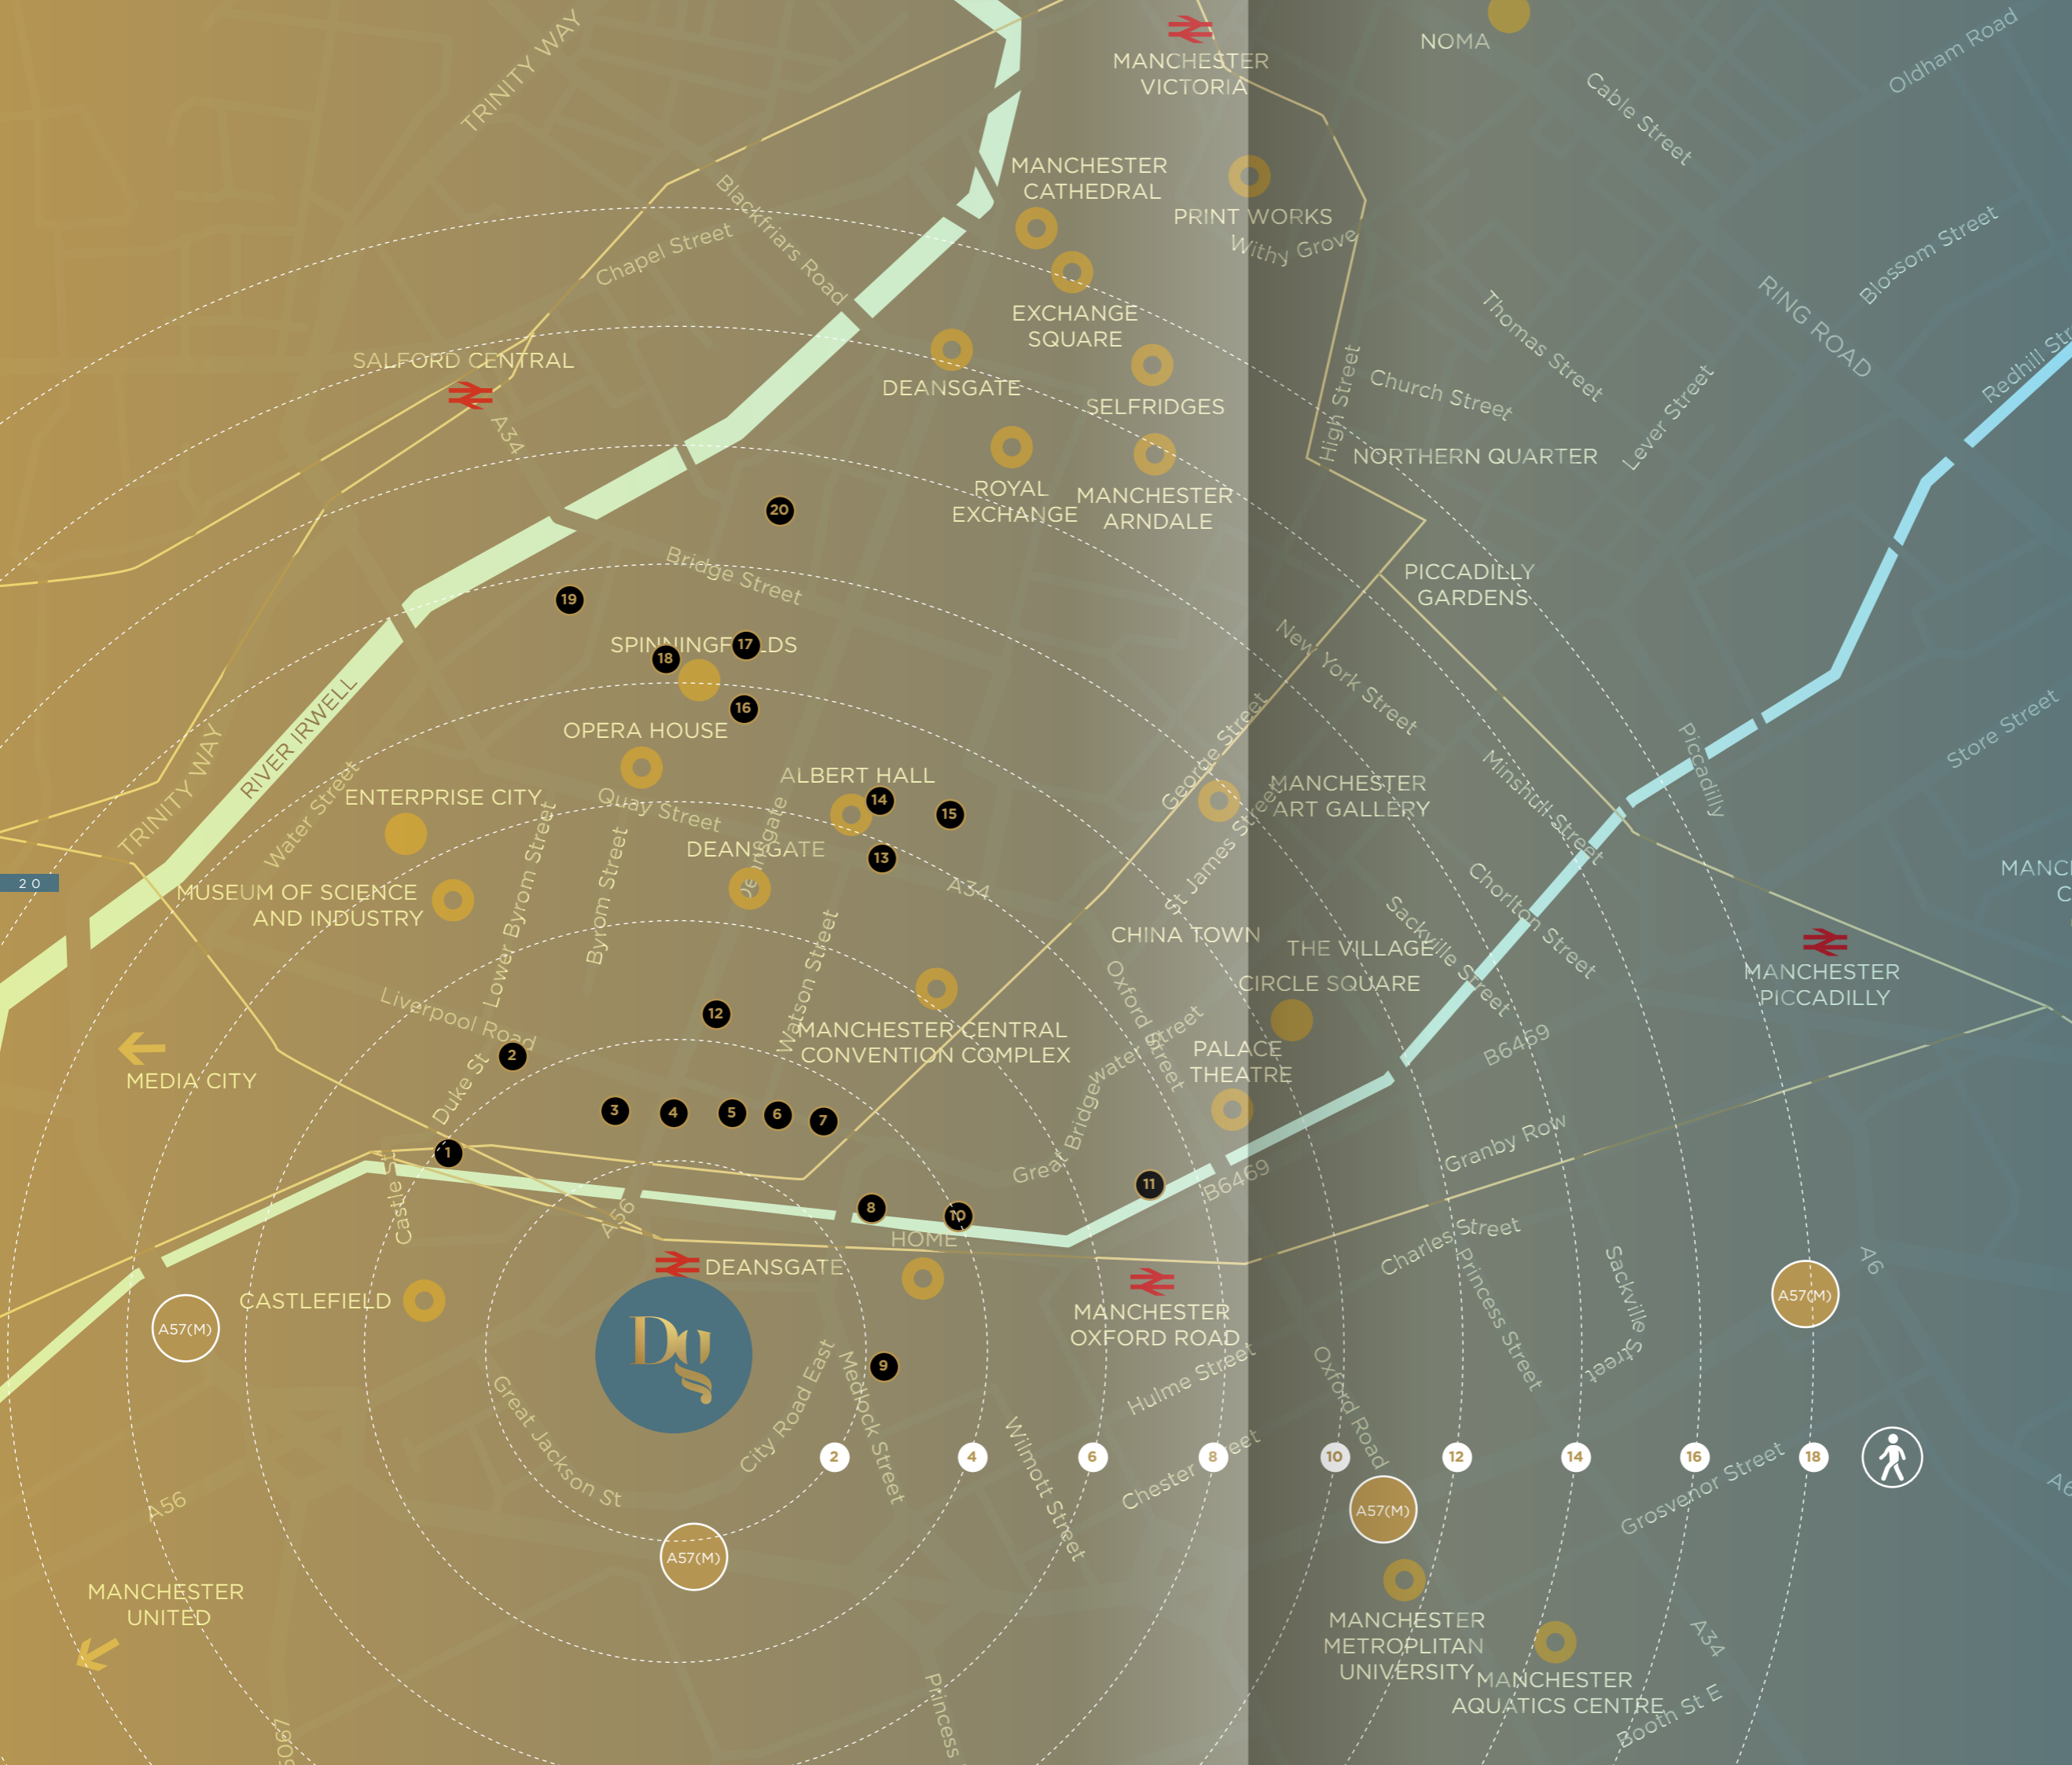 TRINITY WAY
MANCHESTER
VICTORIA
NOMA
Oldham Road
Cable Street
MANCHESTER
CATHEDRAL
PRINT WORKS
Withy Grove
Blackfriars Road
Chapel Street
Blossom Street
RING ROAD
EXCHANGE
SQUARE
Thomas Street
SALFORD CENTRAL
A34
DEANSGATE
SELFRIDGES
High Street
Church Street
Lever Street
Redhill Str
NORTHERN QUARTER
ROYAL
EXCHANGE
MANCHESTER
ARNDALE
20
Bridge Street
PICCADILLY
GARDENS
19
SPINNINGFIELDS
17
18
16
New York Street
RIVER IRWELL
TRINITY WAY
Water Street
OPERA HOUSE
George Street
Minshull Street
Piccadilly
Store Street
ENTERPRISE CITY
Quay Street
ALBERT HALL
14
15
13
MANCHESTER
ART GALLERY
St James Street
DEANSGATE
Deansgate
A34
20
MUSEUM OF SCIENCE
AND INDUSTRY
Lower Byrom Street
Byrom Street
Watson Street
CHINA TOWN
THE VILLAGE
CIRCLE SQUARE
Sackville Street
Chorlton Street
MANC
C
MANCHESTER
PICCADILLY
Liverpool Road
12
2
MANCHESTER CENTRAL
CONVENTION COMPLEX
Oxford Street
Great Bridgewater Street
PALACE
THEATRE
B6469
MEDIA CITY
Duke St
3
4
5
6
7
1
Castle St
A56
8
10
11
B6469
Granby Row
HOME
DEANSGATE
Charles Street
Princess Street
Sackville Street
A6
CASTLEFIELD
A57(M)
DQ
MANCHESTER
OXFORD ROAD
A57(M)
9
Great Jackson St
City Road East
Medlock Street
Wilmott Street
Hulme Street
Chester Street
Oxford Road
2
4
6
8
10
12
14
16
18
Grosvenor Street
A6
A56
A57(M)
A57(M)
MANCHESTER
UNITED
MANCHESTER
METROPLITAN
UNIVERSITY
MANCHESTER
AQUATICS CENTRE
A34
Booth St E
Princess